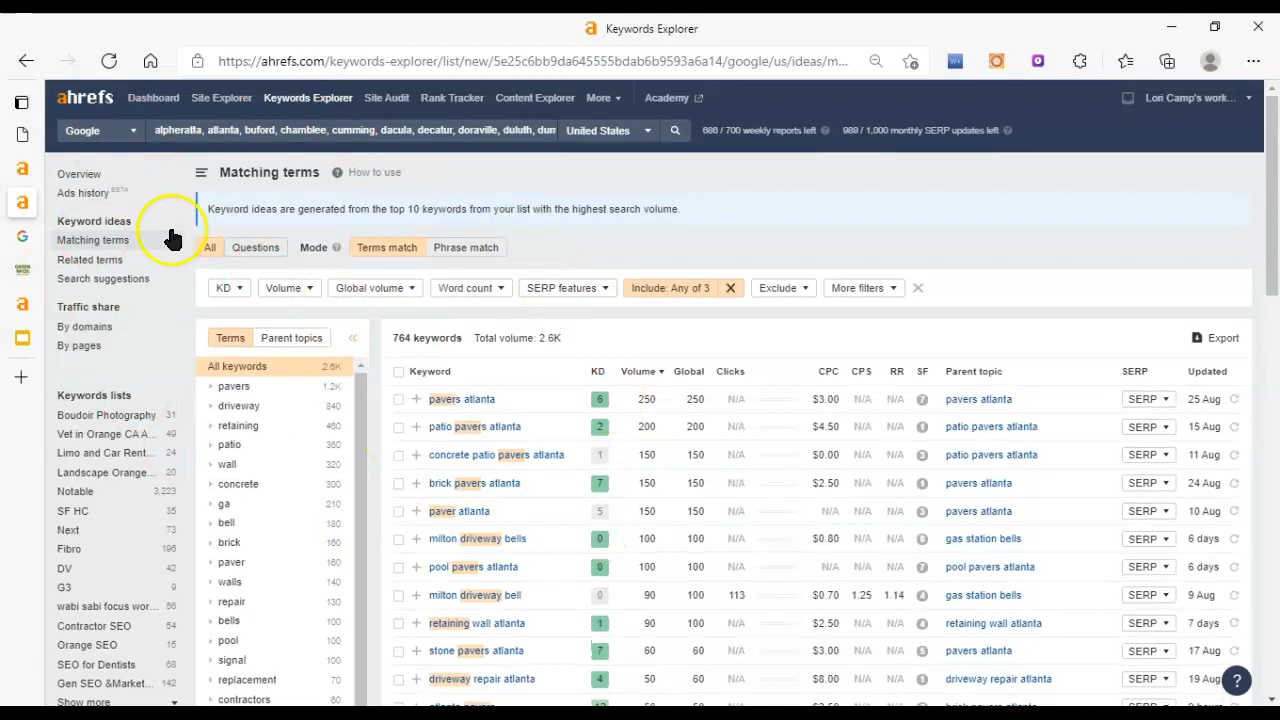 Keywords Explorer
https://ahrefs.com/keywords-explorer/list/new/5e25c6bb9da645555bdab6b9593a6a14/google/us/ideas/m...
ahrefs Dashboard Site Explorer Keywords Explorer Site Audit Rank Tracker Content Explorer More Academy Lori Camp's work...
Google alpheratta, atlanta, buford, chamblee, cumming, dacula, decatur, doraville, duluth, dun United States 686 / 700 weekly reports left 989 / 1,000 monthly SERP updates left
Overview
Ads history BETA
Keyword ideas
Matching terms
Related terms
Search suggestions
Traffic share
By domains
By pages
Keywords lists
Boudoir Photography 31
Vet in Orange CA A... 49
Limo and Car Rent... 54
Landscape Orange... 20
Notable 3,223
SF HC 35
Next 73
Fibro 196
DV 42
G3 9
wabi sabi focus wor... 56
Contractor SEO 54
Orange SEO 15
SEO for Dentists 68
Gen SEO &Market... 142
Show more
Matching terms How to use
Keyword ideas are generated from the top 10 keywords from your list with the highest search volume.
All Questions Mode Terms match Phrase match
KD Volume Global volume Word count SERP features Include: Any of 3 Exclude More filters
Terms Parent topics
All keywords 2.6K
pavers 1.2K
driveway 840
retaining 460
patio 360
wall 320
concrete 300
ga 210
bell 180
brick 160
paver 160
walls 140
repair 130
bells 100
pool 100
signal 100
replacement 70
contractors 60
764 keywords Total volume: 2.6K Export
Keyword KD Volume Global Clicks CPC CPS RR SF Parent topic SERP Updated
pavers atlanta 6 250 250 N/A $3.00 N/A N/A 7 pavers atlanta SERP 25 Aug
patio pavers atlanta 2 200 200 N/A $4.50 N/A N/A 1 patio pavers atlanta SERP 15 Aug
concrete patio pavers atlanta 1 150 150 N/A $0.00 N/A N/A 3 patio pavers atlanta SERP 11 Aug
brick pavers atlanta 7 150 150 N/A $2.50 N/A N/A 1 pavers atlanta SERP 24 Aug
paver atlanta 5 150 150 N/A N/A N/A N/A 3 pavers atlanta SERP 10 Aug
milton driveway bells 0 100 100 N/A $0.80 N/A N/A 6 gas station bells SERP 6 days
pool pavers atlanta 0 100 100 N/A N/A N/A 7 pool pavers atlanta SERP 6 days
milton driveway bell 0 90 100 113 $0.70 1.25 1.14 4 gas station bells SERP 9 Aug
retaining wall atlanta 1 90 100 N/A $2.50 N/A N/A retaining wall atlanta SERP 7 days
stone pavers atlanta 7 60 60 N/A $3.00 N/A N/A 5 pavers atlanta SERP 17 Aug
driveway repair atlanta 4 50 60 N/A $8.00 N/A N/A 1 driveway repair atlanta SERP 19 Aug